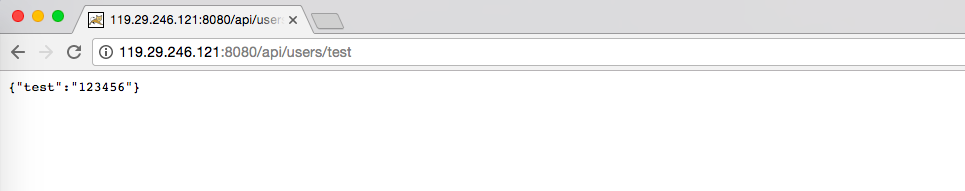 119.29.246.121:8080/api/user
119.29.246.121:8080/api/users/test
{"test":"123456"}